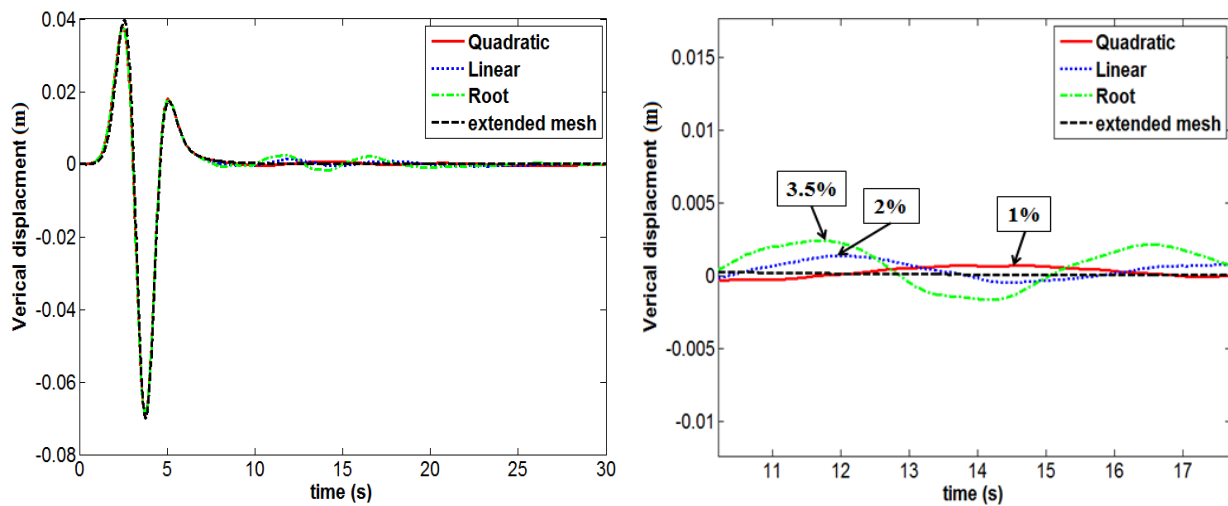 0.04
0.02
0
-0.02
-0.04
-0.06
-0.08
Verical displacment (m)
0 5 10 15 20 25 30
time (s)
Quadratic
Linear
Root
extended mesh
0.015
0.01
0.005
0
-0.005
-0.01
Verical displacment (m)
11 12 13 14 15 16 17
time (s)
Quadratic
Linear
Root
extended mesh
3.5%
2%
1%